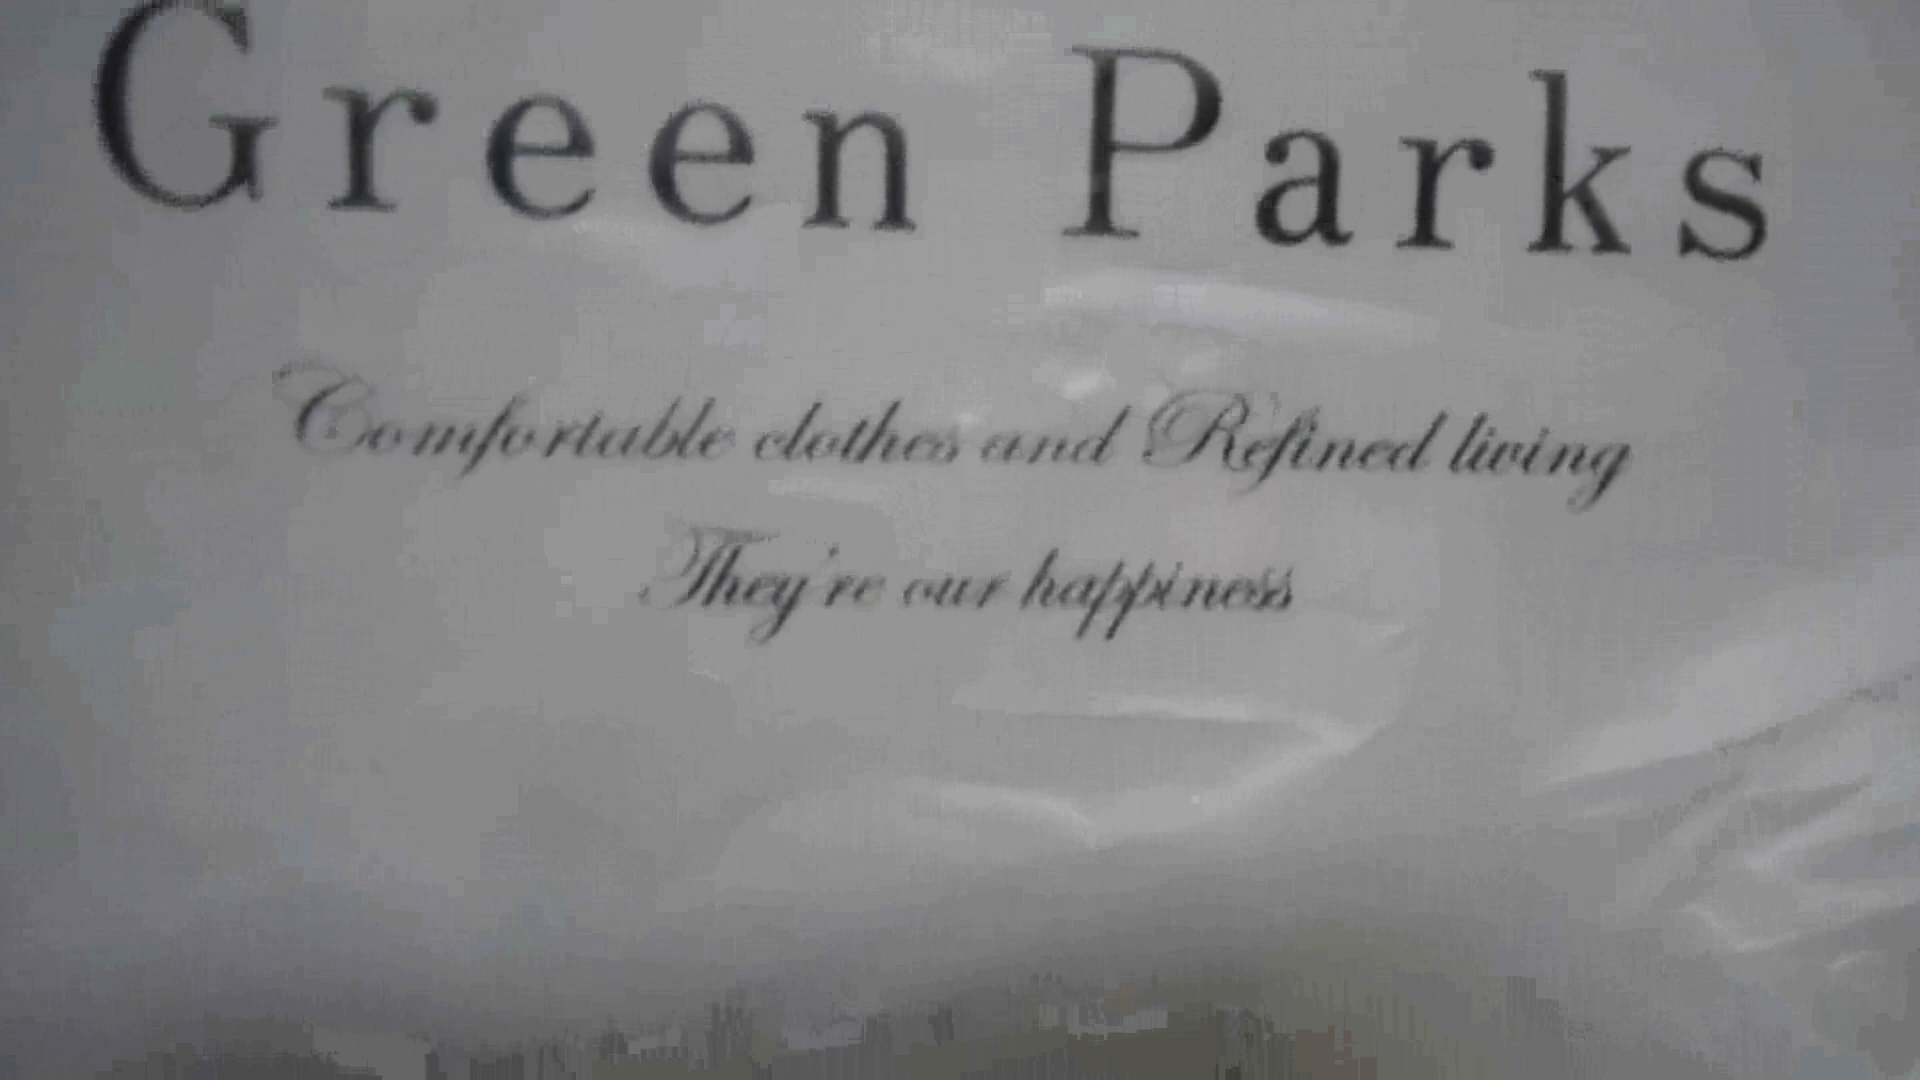 Green Parks
Comfortable clothes and Refined living
They're our happiness